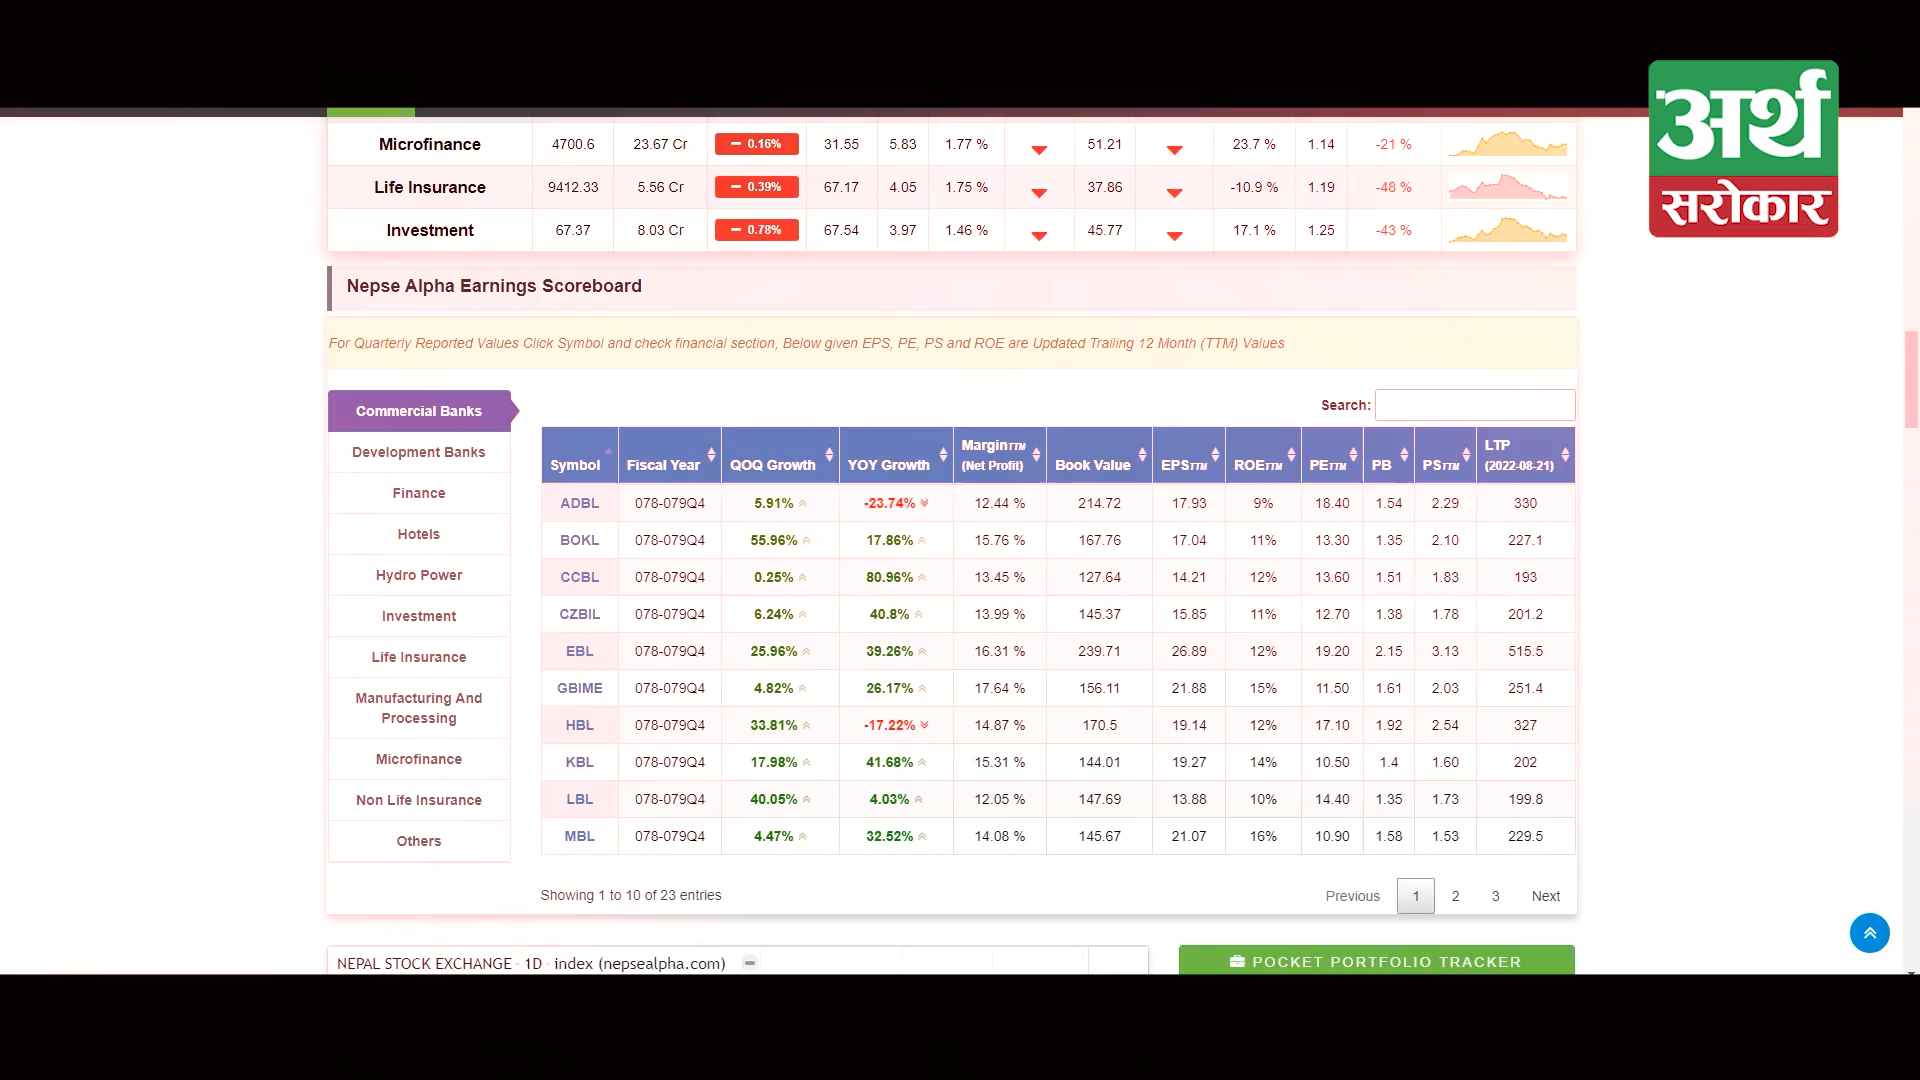 अर्थ
सरोकार
Microfinance 4700.6 23.67 Cr − 0.16% 31.55 5.83 1.77 % 51.21 23.7 % 1.14 -21 %
Life Insurance 9412.33 5.56 Cr − 0.39% 67.17 4.05 1.75 % 37.86 -10.9 % 1.19 -48 %
Investment 67.37 8.03 Cr − 0.78% 67.54 3.97 1.46 % 45.77 17.1 % 1.25 -43 %
Nepse Alpha Earnings Scoreboard
For Quarterly Reported Values Click Symbol and check financial section, Below given EPS, PE, PS and ROE are Updated Trailing 12 Month (TTM) Values
Commercial Banks
Development Banks
Finance
Hotels
Hydro Power
Investment
Life Insurance
Manufacturing And
Processing
Microfinance
Non Life Insurance
Others
Search:
Symbol Fiscal Year QOQ Growth YOY Growth MarginTTM (Net Profit) Book Value EPSTTM ROETTM PETTM PB PSTTM LTP (2022-08-21)
ADBL 078-079Q4 5.91% -23.74% 12.44 % 214.72 17.93 9% 18.40 1.54 2.29 330
BOKL 078-079Q4 55.96% 17.86% 15.76 % 167.76 17.04 11% 13.30 1.35 2.10 227.1
CCBL 078-079Q4 0.25% 80.96% 13.45 % 127.64 14.21 12% 13.60 1.51 1.83 193
CZBIL 078-079Q4 6.24% 40.8% 13.99 % 145.37 15.85 11% 12.70 1.38 1.78 201.2
EBL 078-079Q4 25.96% 39.26% 16.31 % 239.71 26.89 12% 19.20 2.15 3.13 515.5
GBIME 078-079Q4 4.82% 26.17% 17.64 % 156.11 21.88 15% 11.50 1.61 2.03 251.4
HBL 078-079Q4 33.81% -17.22% 14.87 % 170.5 19.14 12% 17.10 1.92 2.54 327
KBL 078-079Q4 17.98% 41.68% 15.31 % 144.01 19.27 14% 10.50 1.4 1.60 202
LBL 078-079Q4 40.05% 4.03% 12.05 % 147.69 13.88 10% 14.40 1.35 1.73 199.8
MBL 078-079Q4 4.47% 32.52% 14.08 % 145.67 21.07 16% 10.90 1.58 1.53 229.5
Showing 1 to 10 of 23 entries
Previous 1 2 3 Next
NEPAL STOCK EXCHANGE · 1D · index (nepsealpha.com)
POCKET PORTFOLIO TRACKER